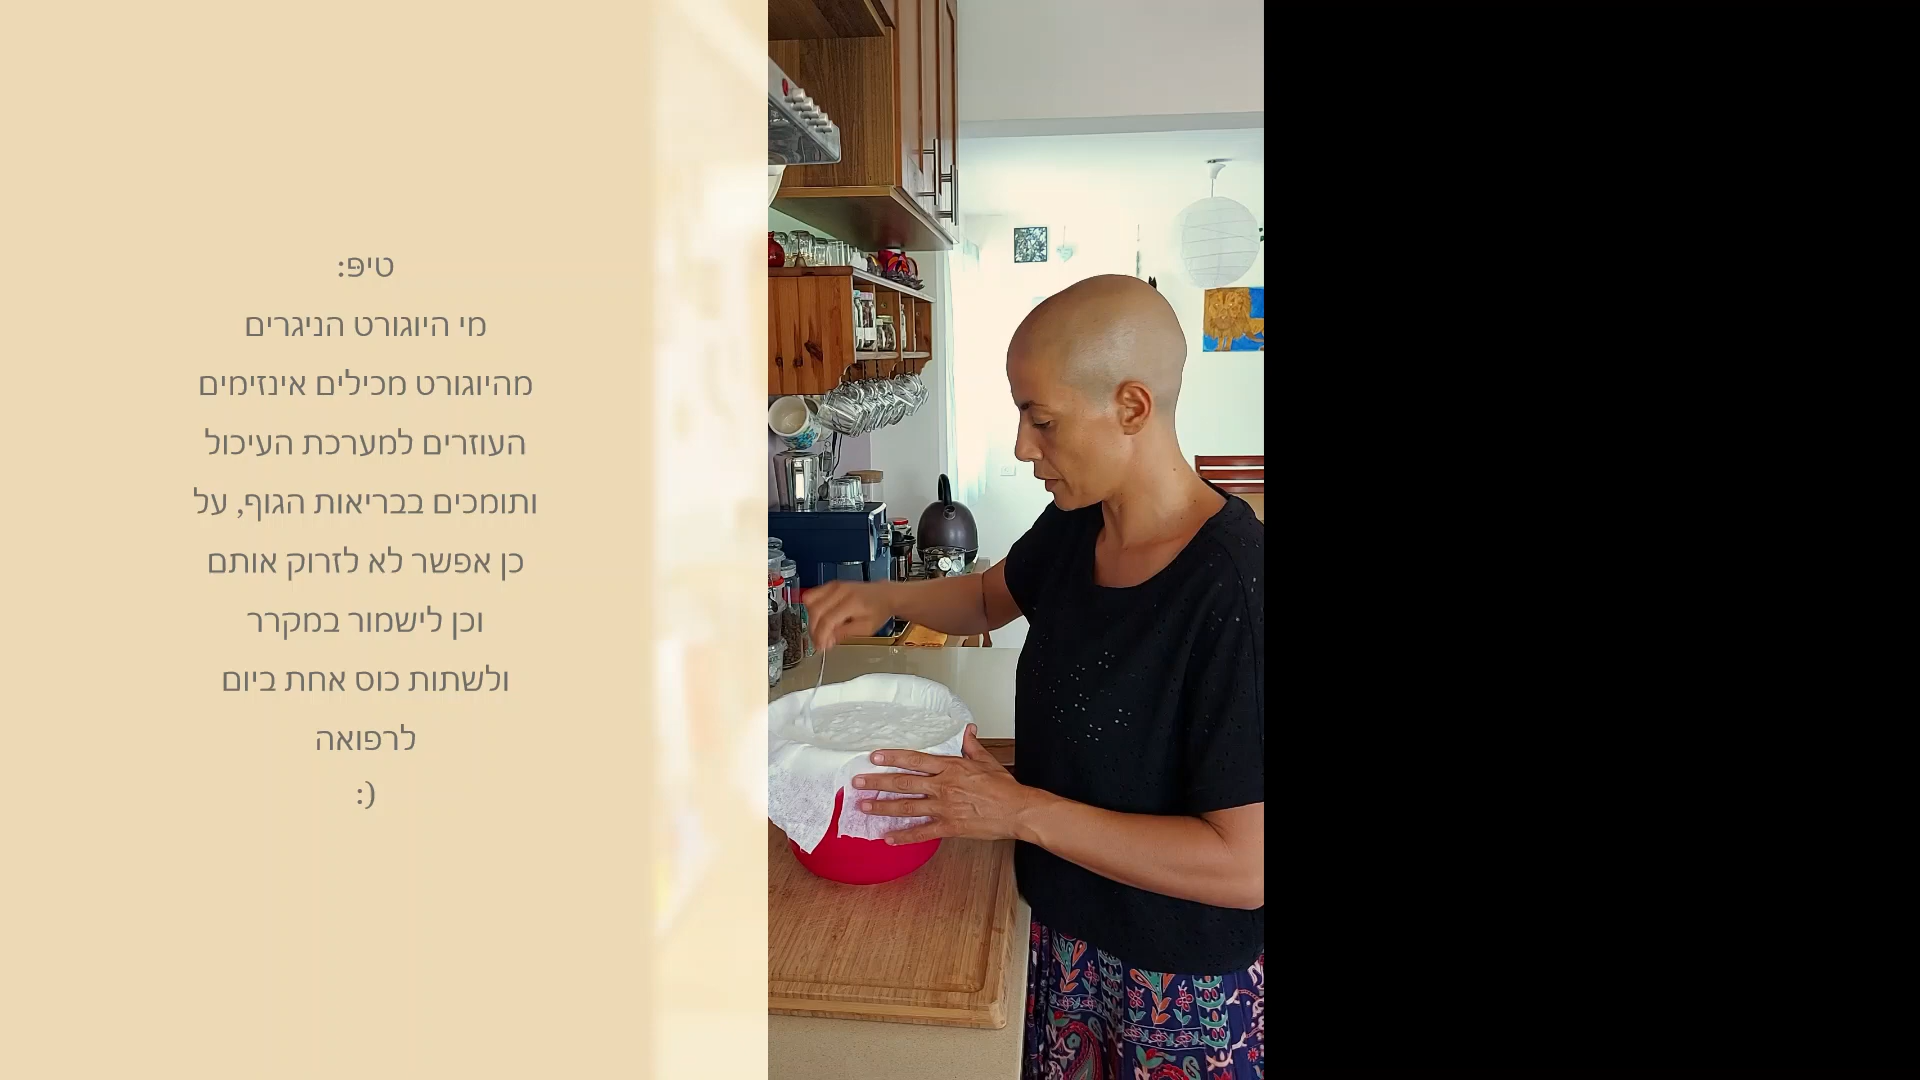 טיפ:
מי היוגורט הניגרים
מהיוגורט מכילים אינזימים
העוזרים למערכת העיכול
ותומכים בבריאות הגוף, על
כן אפשר לא לזרוק אותם
וכן לישמור במקרר
ולשתות כוס אחת ביום
לרפואה
:)